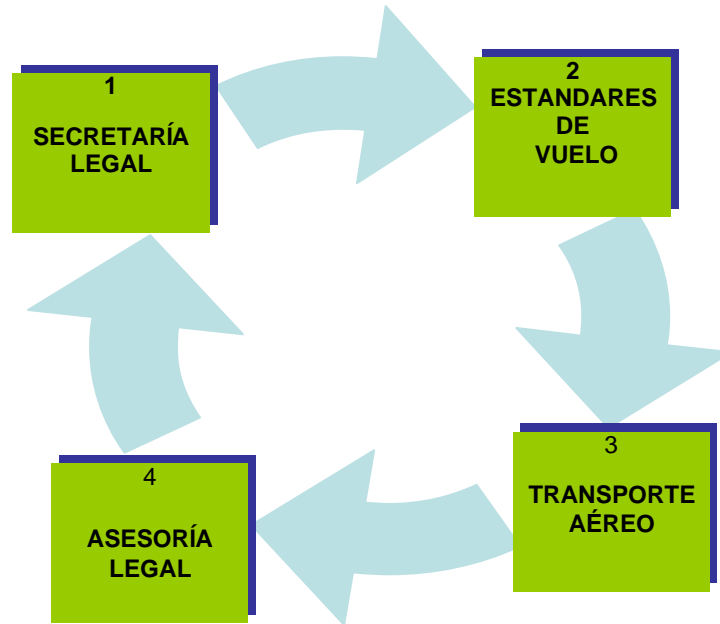 1
SECRETARÍA
LEGAL
2
ESTANDARES
DE
VUELO
3
TRANSPORTE
AÉREO
4
ASESORÍA
LEGAL